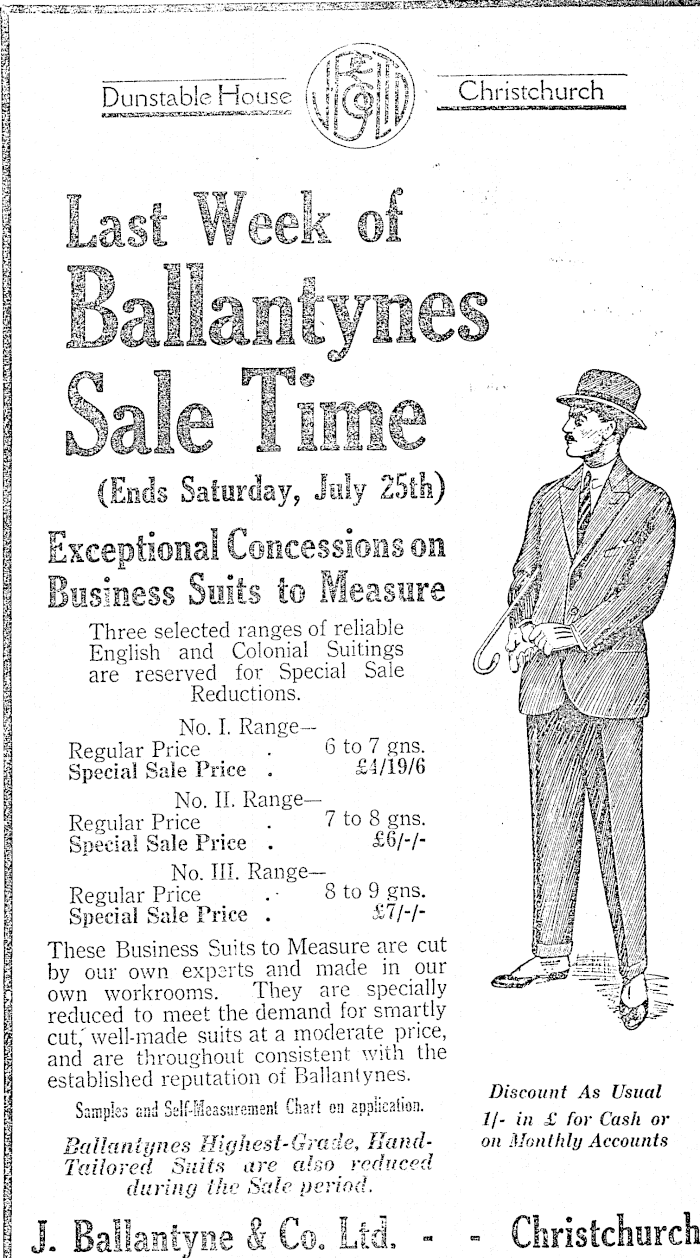 Dunstable House
Christchurch
Last Week of
Ballantynes
Sale Time
(Ends Saturday, July 25th)
Exceptional Concessions on
Business Suits to Measure
Three selected ranges of reliable
English and Colonial Suitings
are reserved for Special Sale
Reductions.
No. I. Range—
Regular Price . 6 to 7 gns.
Special Sale Price . £4/19/6
No. II. Range—
Regular Price . 7 to 8 gns.
Special Sale Price . £6/-/-
No. III. Range—
Regular Price . 8 to 9 gns.
Special Sale Price . £7/-/-
These Business Suits to Measure are cut
by our own experts and made in our
own workrooms. They are specially
reduced to meet the demand for smartly
cut, well-made suits at a moderate price,
and are throughout consistent with the
established reputation of Ballantynes.
Samples and Self-Measurement Chart on application.
Ballantynes Highest-Grade, Hand-
Tailored Suits are also reduced
during the Sale period.
Discount As Usual
1/- in £ for Cash or
on Monthly Accounts
J. Ballantyne & Co. Ltd. - - Christchurch